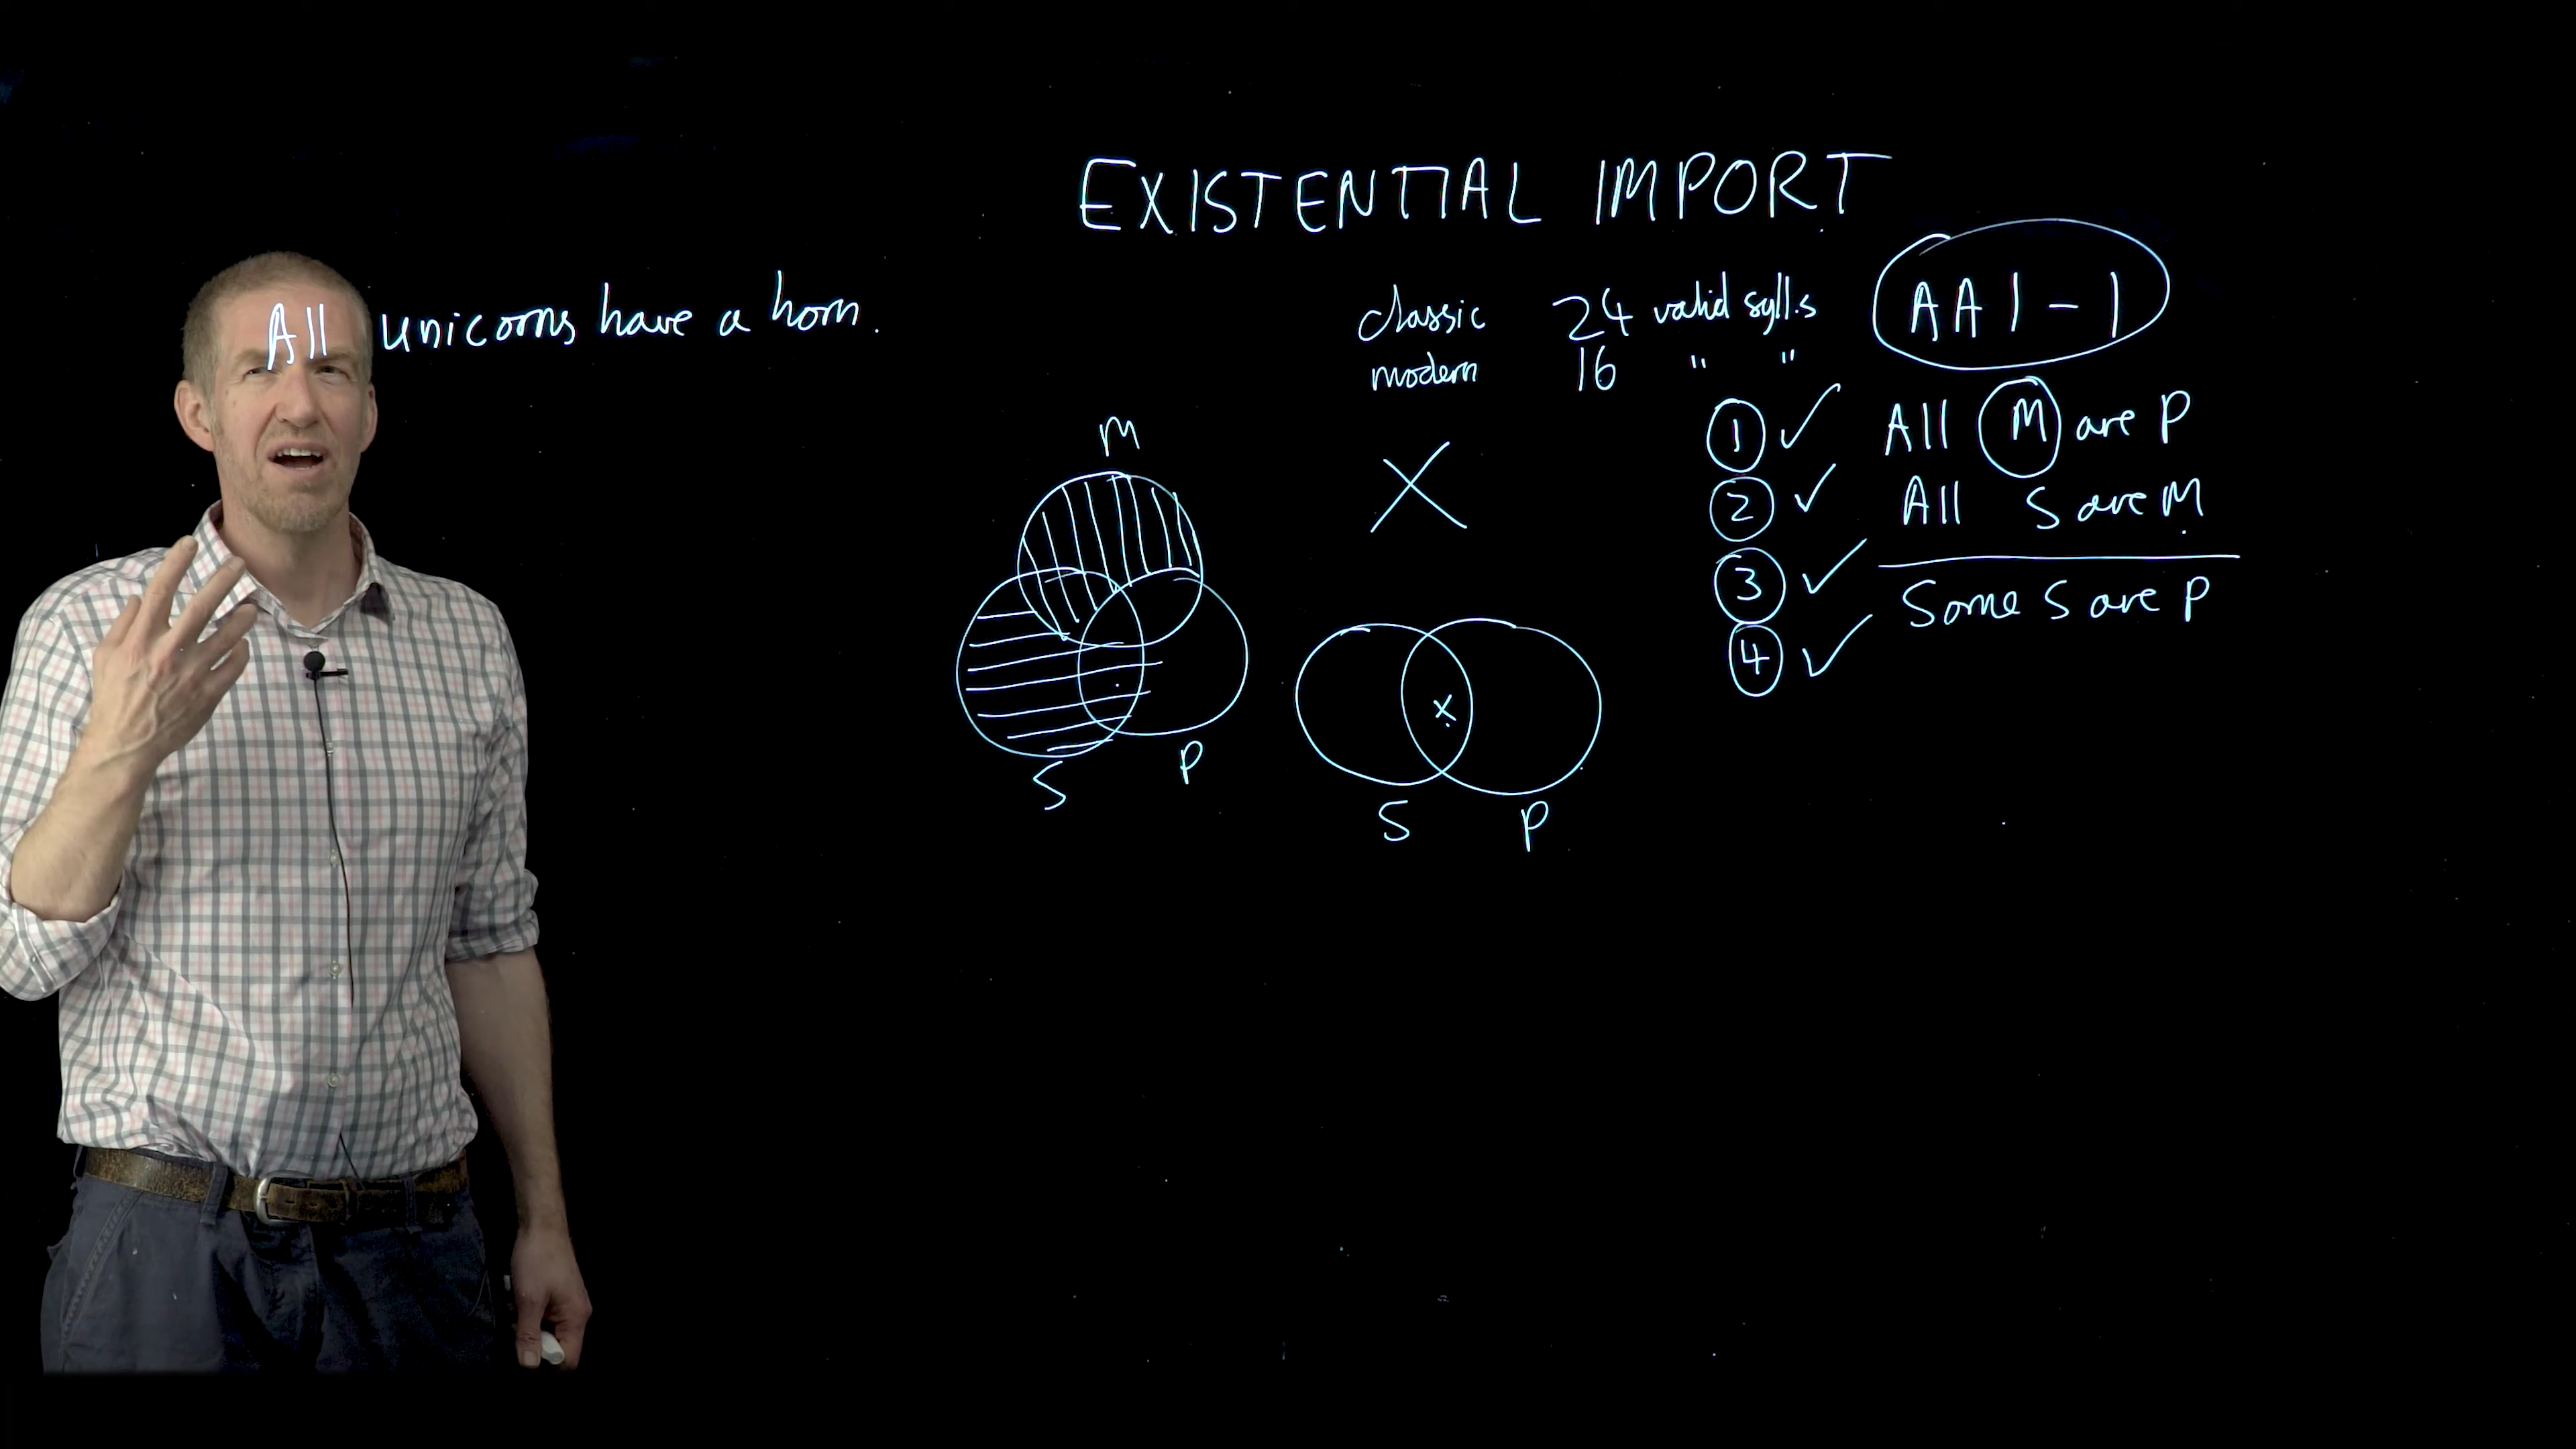 EXISTENTIAL IMPORT
All unicorns have a horn.
classic 24 valid sylls
modern 16 " "
AAI-1
1 ✓ All M are P
2 ✓ All S are M
3 ✓ Some S are P
4 ✓
M
X
S P
x
S P